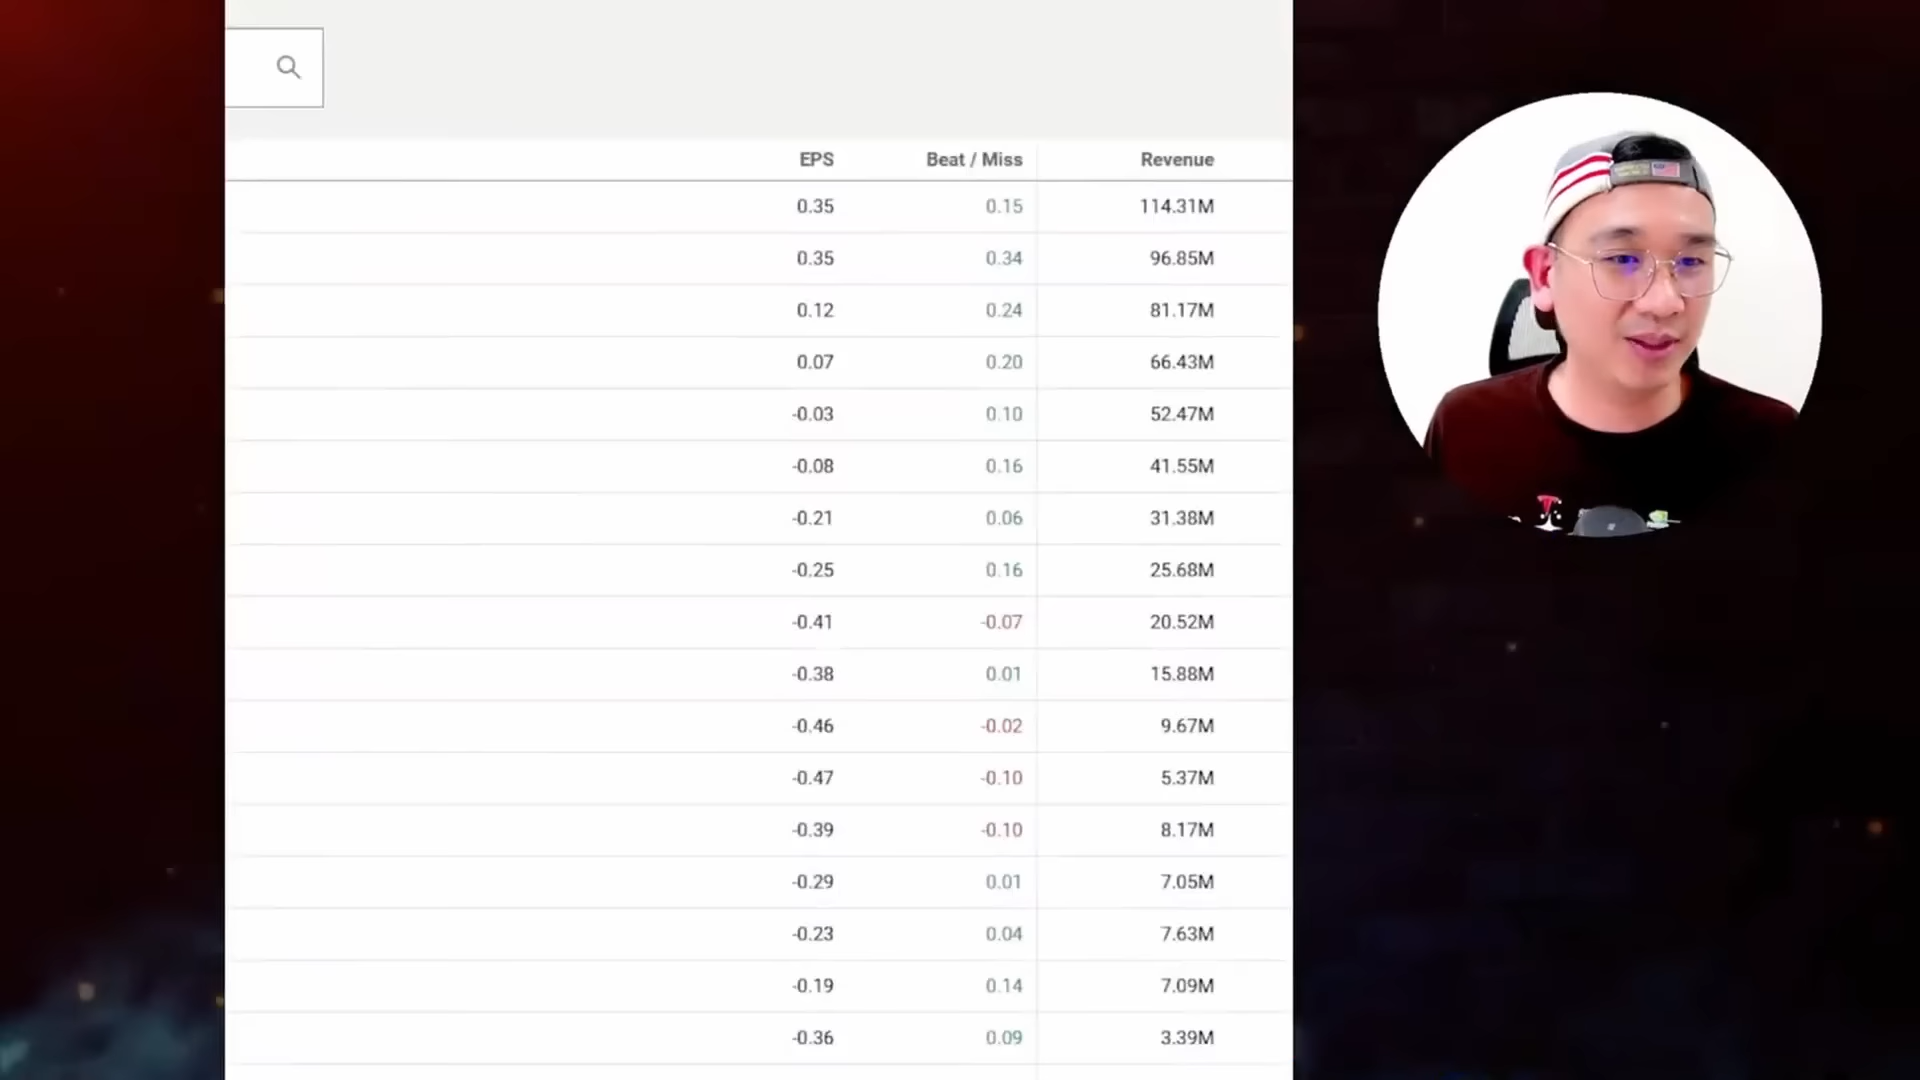 EPS Beat / Miss Revenue
0.35 0.15 114.31M
0.35 0.34 96.85M
0.12 0.24 81.17M
0.07 0.20 66.43M
-0.03 0.10 52.47M
-0.08 0.16 41.55M
-0.21 0.06 31.38M
-0.25 0.16 25.68M
-0.41 -0.07 20.52M
-0.38 0.01 15.88M
-0.46 -0.02 9.67M
-0.47 -0.10 5.37M
-0.39 -0.10 8.17M
-0.29 0.01 7.05M
-0.23 0.04 7.63M
-0.19 0.14 7.09M
-0.36 0.09 3.39M